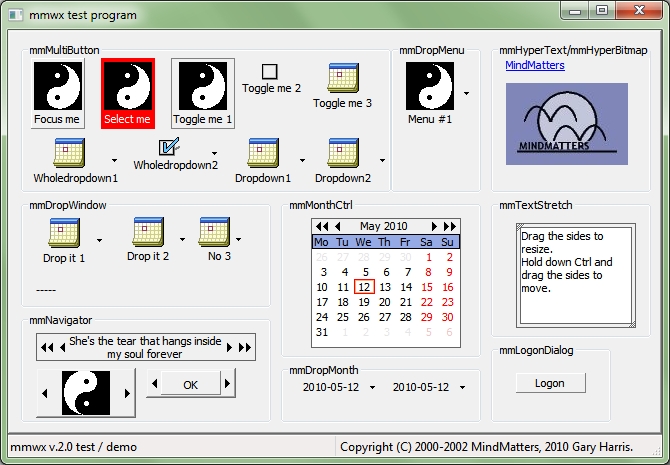 mmwx test program
mmMultiButton
Focus me
Select me
Toggle me 1
Toggle me 2
Toggle me 3
Wholedropdown1
Wholedropdown2
Dropdown1
Dropdown2
mmDropMenu
Menu #1
mmHyperText/mmHyperBitmap
MindMatters
MINDMATTERS
mmDropWindow
Drop it 1
Drop it 2
No 3
-----
mmMonthCtrl
May 2010
Mo Tu We Th Fr Sa Su
26 27 28 29 30 1 2
3 4 5 6 7 8 9
10 11 12 13 14 15 16
17 18 19 20 21 22 23
24 25 26 27 28 29 30
31 1 2 3 4 5 6
mmTextStretch
Drag the sides to
resize.
Hold down Ctrl and
drag the sides to
move.
mmNavigator
She's the tear that hangs inside
my soul forever
OK
mmDropMonth
2010-05-12 2010-05-12
mmLogonDialog
Logon
mmwx v.2.0 test / demo
Copyright (C) 2000-2002 MindMatters, 2010 Gary Harris.